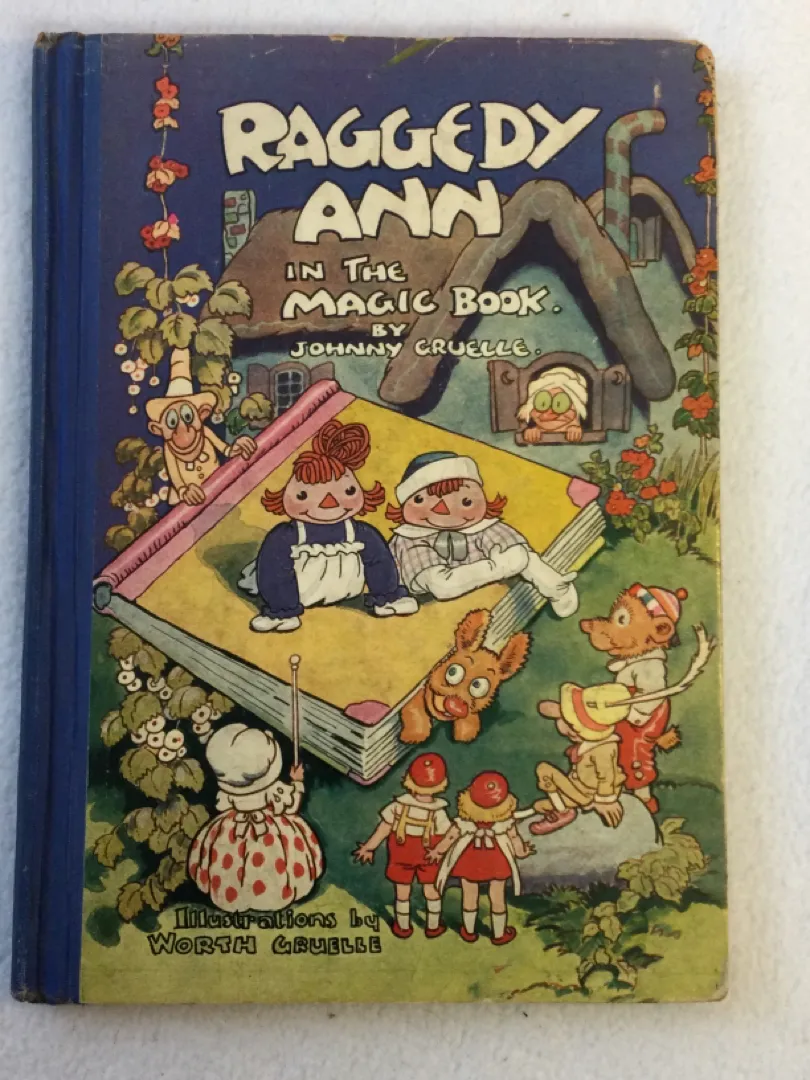 RAGGEDY
ANN
IN THE
MAGIC BOOK.
BY
JOHNNY GRUELLE.
Illustrations by
WORTH GRUELLE